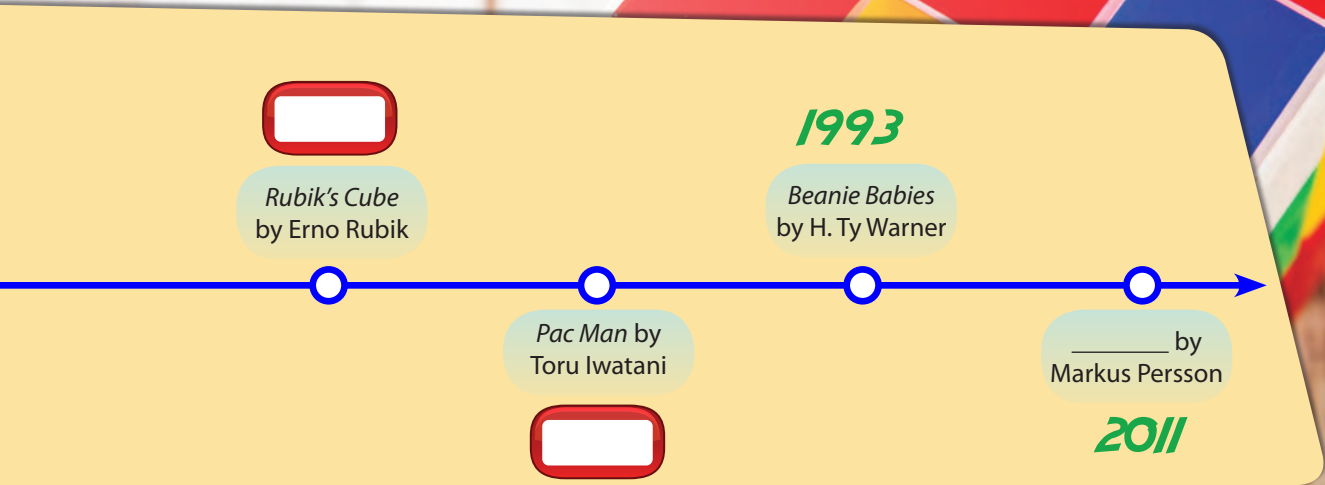 1993
Rubik's Cube
by Erno Rubik
Beanie Babies
by H. Ty Warner
Pac Man by
Toru Iwatani
________ by
Markus Persson
2011